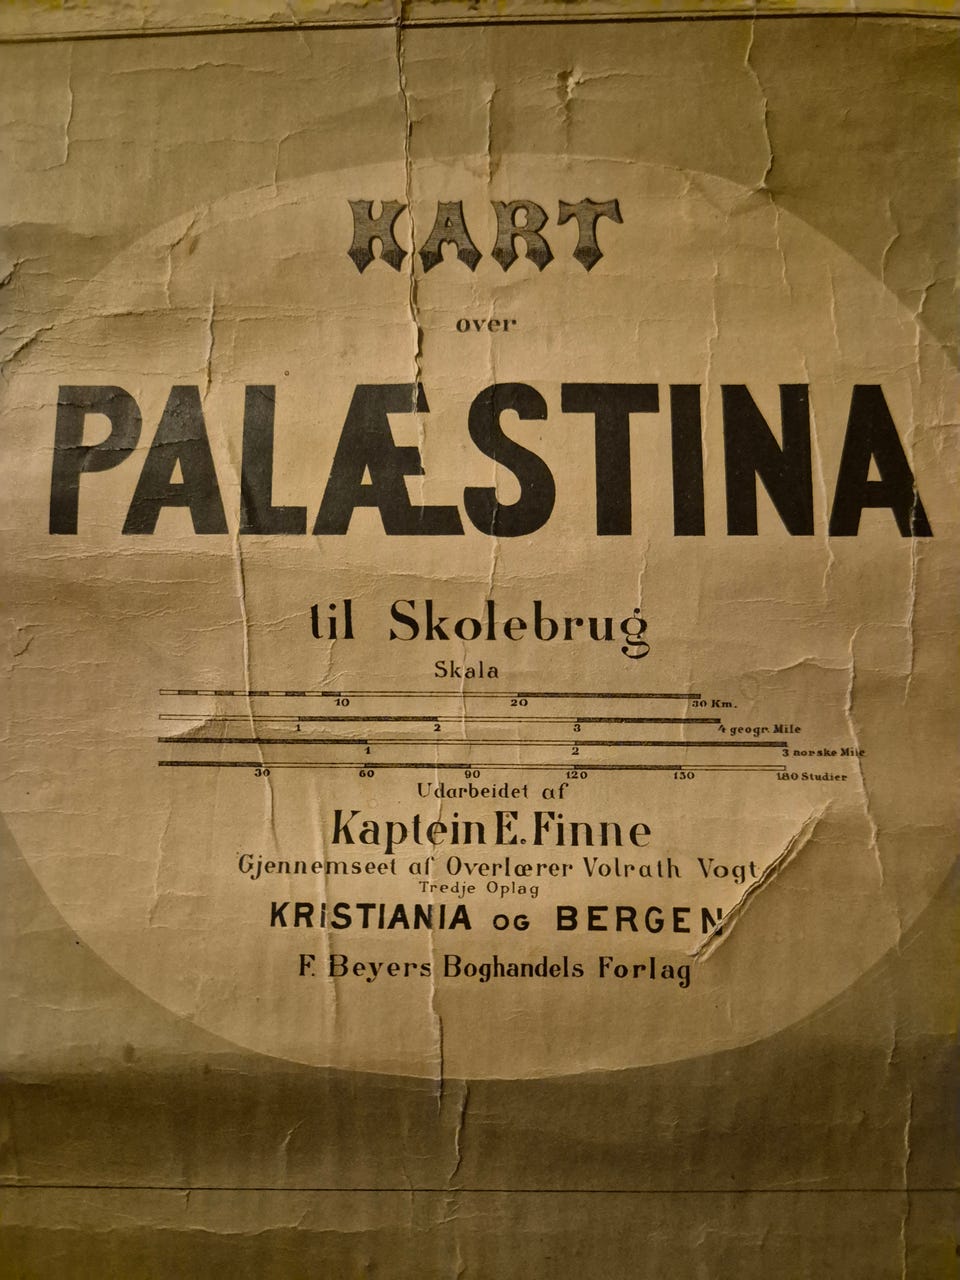 KART
over
PALÆSTINA
til Skolebrug
Skala
10 20 30 Km.
1 2 3 4 geogr. Mile
1 2 3 norske Mile
30 60 90 120 150 180 Studier
Udarbeidet af
Kaptein E. Finne
Gjennemseet af Overlærer Volrath Vogt
Tredje Oplag
KRISTIANIA OG BERGEN
F. Beyers Boghandels Forlag